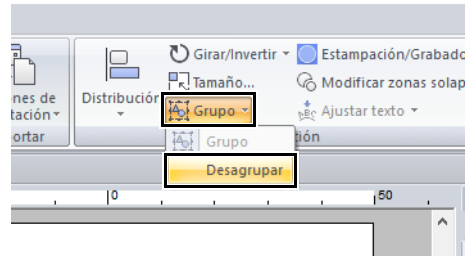 Girar/Invertir
Estampación/Grabado
Tamaño...
Modificar zonas solap
nes de
tación
Distribución
Grupo
Ajustar texto
ortar
Grupo
ión
Desagrupar
0
50